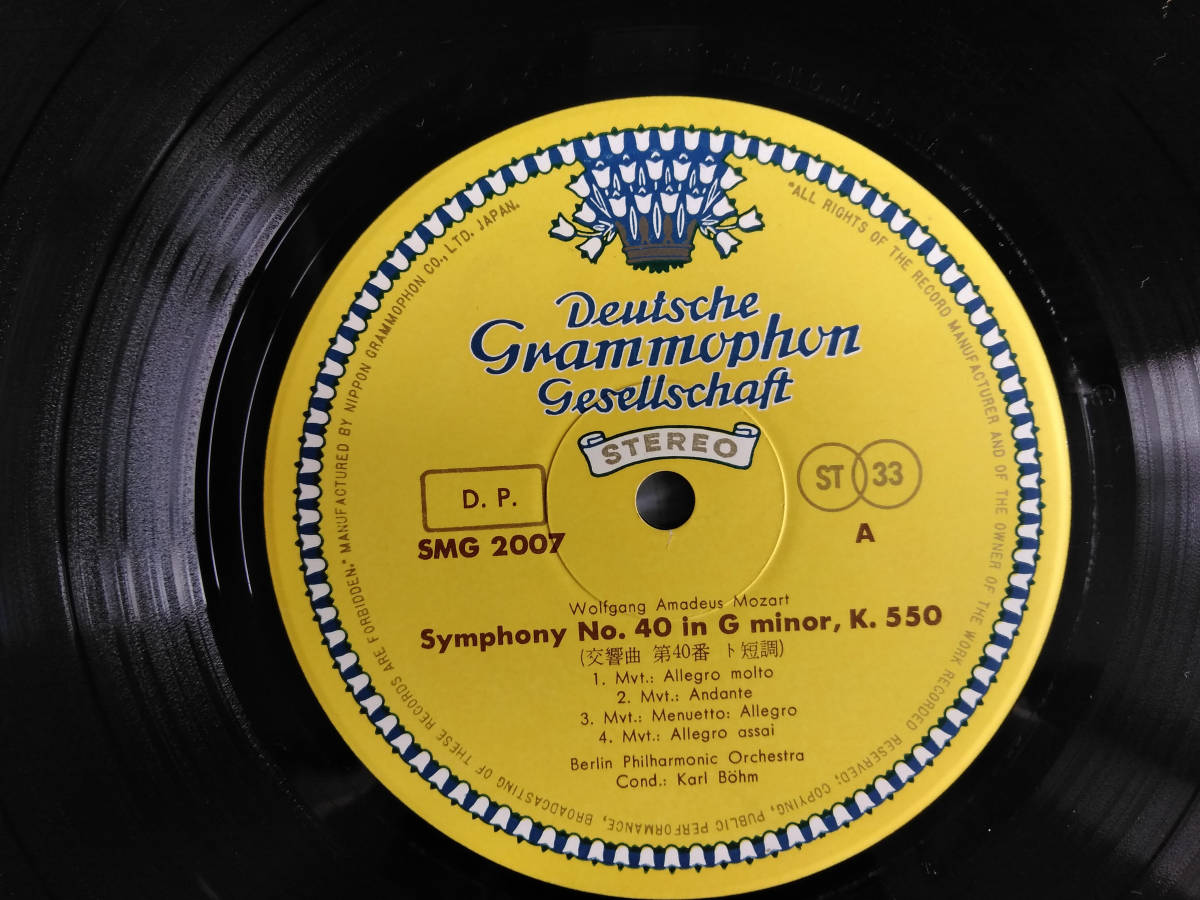 Deutsche
Grammophon
Gesellschaft
STEREO
D. P.
SMG 2007
ST 33
A
Wolfgang Amadeus Mozart
Symphony No. 40 in G minor, K. 550
(交響曲 第40番 ト短調)
1. Mvt.: Allegro molto
2. Mvt.: Andante
3. Mvt.: Menuetto: Allegro
4. Mvt.: Allegro assai
Berlin Philharmonic Orchestra
Cond.: Karl Böhm
"ALL RIGHTS OF THE RECORD MANUFACTURER AND OF THE OWNER OF THE WORK RECORDED RESERVED; COPYING, PUBLIC PERFORMANCE, BROADCASTING OF THESE RECORDS ARE FORBIDDEN." MANUFACTURED BY NIPPON GRAMMOPHON CO., LTD. JAPAN.